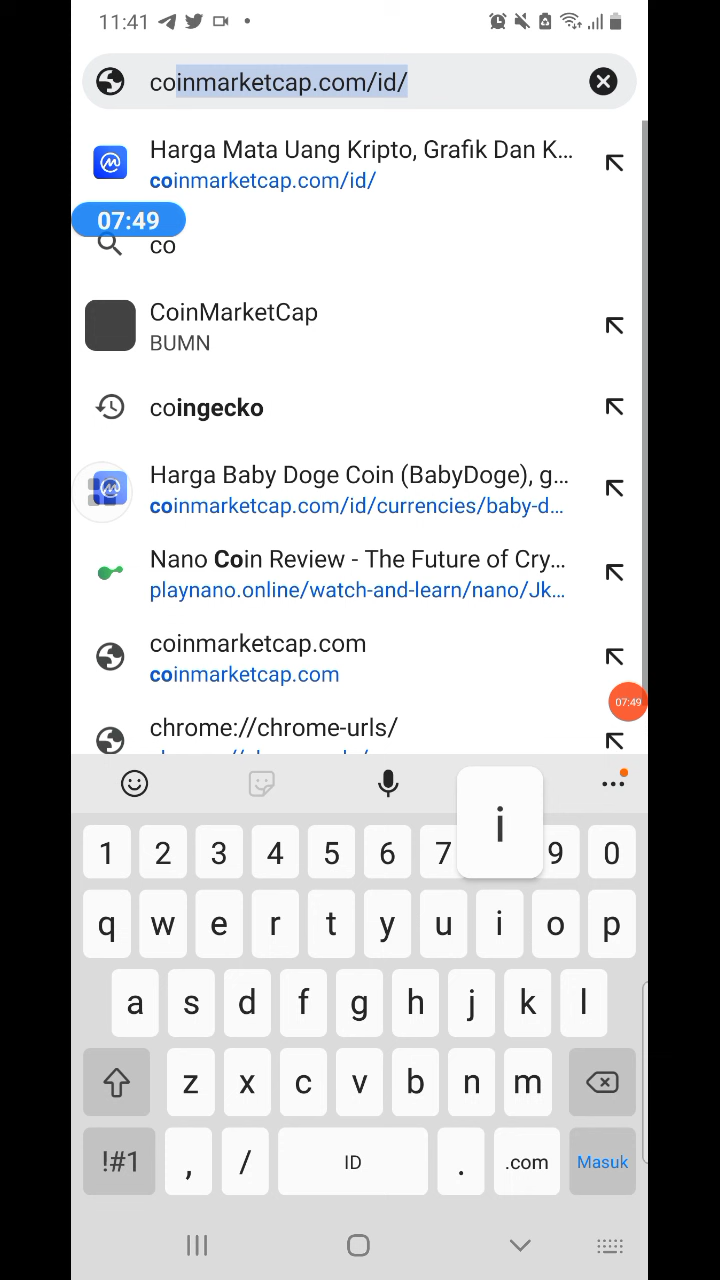 11:41
coinmarketcap.com/id/
Harga Mata Uang Kripto, Grafik Dan K...
coinmarketcap.com/id/
07:49
co
CoinMarketCap
BUMN
coingecko
Harga Baby Doge Coin (BabyDoge), g...
coinmarketcap.com/id/currencies/baby-d...
Nano Coin Review - The Future of Cry...
playnano.online/watch-and-learn/nano/Jk...
coinmarketcap.com
coinmarketcap.com
07:49
chrome://chrome-urls/
i
1 2 3 4 5 6 7 9 0
q w e r t y u i o p
a s d f g h j k l
z x c v b n m
!#1 , / ID . .com Masuk